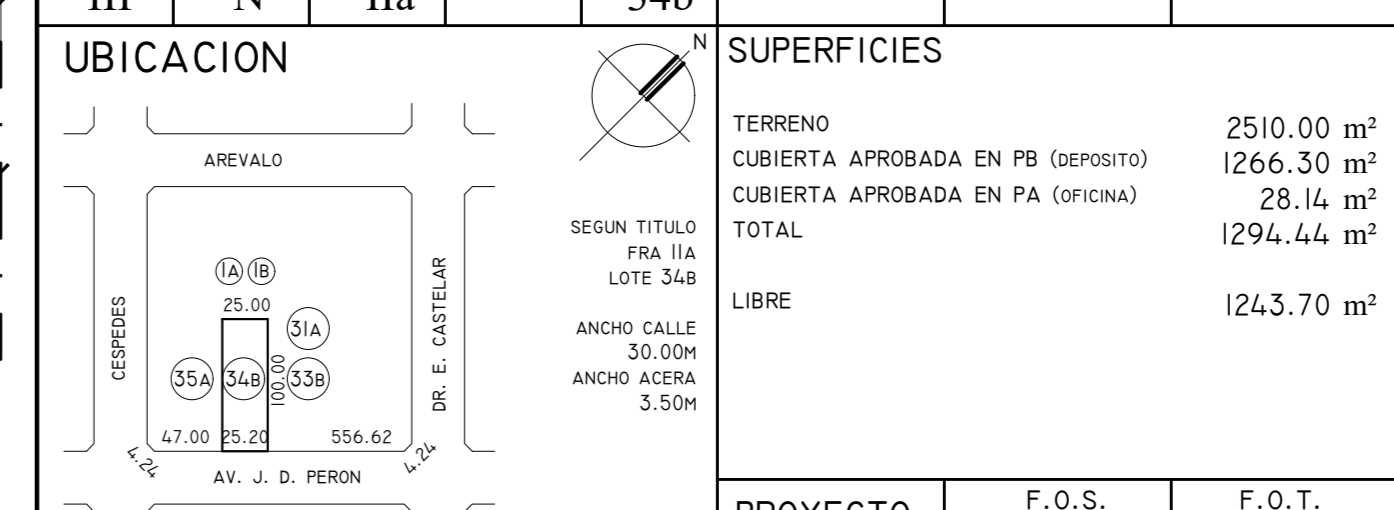 III N IIa 34b
UBICACION
N
AREVALO
CESPEDES
DR. E. CASTELAR
1A 1B
25.00
31A
35A 34B 33B
100.00
47.00 25.20 556.62
4.24 4.24
AV. J. D. PERON
SEGUN TITULO
FRA IIA
LOTE 34B
ANCHO CALLE
30.00M
ANCHO ACERA
3.50M
SUPERFICIES
TERRENO 2510.00 m²
CUBIERTA APROBADA EN PB (DEPOSITO) 1266.30 m²
CUBIERTA APROBADA EN PA (OFICINA) 28.14 m²
TOTAL 1294.44 m²
LIBRE 1243.70 m²
PROYECTO F.O.S. F.O.T.